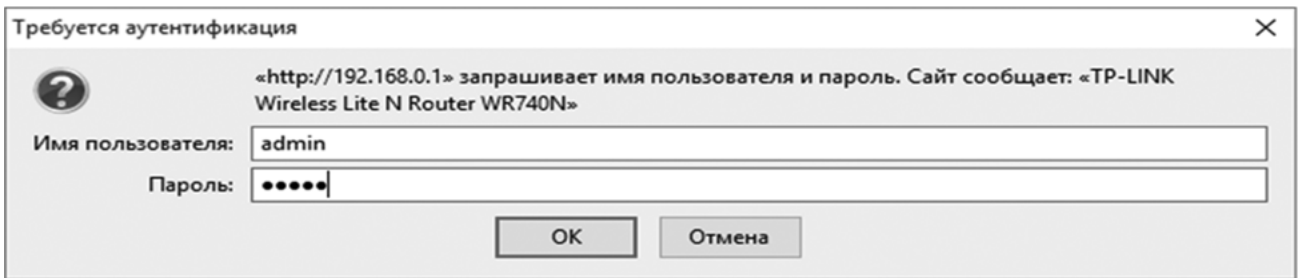 Требуется аутентификация
«http://192.168.0.1» запрашивает имя пользователя и пароль. Сайт сообщает: «TP-LINK
Wireless Lite N Router WR740N»
Имя пользователя: admin
Пароль: •••••
OK Отмена